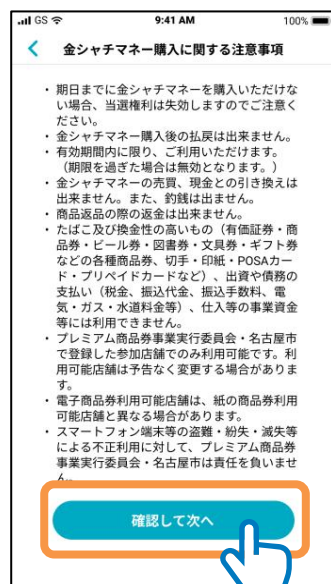 GS 9:41 AM 100%
金シャチマネー購入に関する注意事項
・期日までに金シャチマネーを購入いただけな
い場合、当選権利は失効しますのでご注意く
ださい。
・金シャチマネー購入後の払戻は出来ません。
・有効期間内に限り、ご利用いただけます。
（期限を過ぎた場合は無効となります。）
・金シャチマネーの売買、現金との引き換えは
出来ません。また、釣銭は出ません。
・商品返品の際の返金は出来ません。
・たばこ及び換金性の高いもの（有価証券・商
品券・ビール券・図書券・文具券・ギフト券
などの各種商品券、切手・印紙・POSAカー
ド・プリペイドカードなど）、出資や債務の
支払い（税金、振込代金、振込手数料、電
気・ガス・水道料金等）、仕入等の事業資金
等には利用できません。
・プレミアム商品券事業実行委員会・名古屋市
で登録した参加店舗でのみ利用可能です。利
用可能店舗は予告なく変更する場合がありま
す。
・電子商品券利用可能店舗は、紙の商品券利用
可能店舗と異なる場合があります。
・スマートフォン端末等の盗難・紛失・滅失等
による不正利用に対して、プレミアム商品券
事業実行委員会・名古屋市は責任を負いませ
ん。
確認して次へ